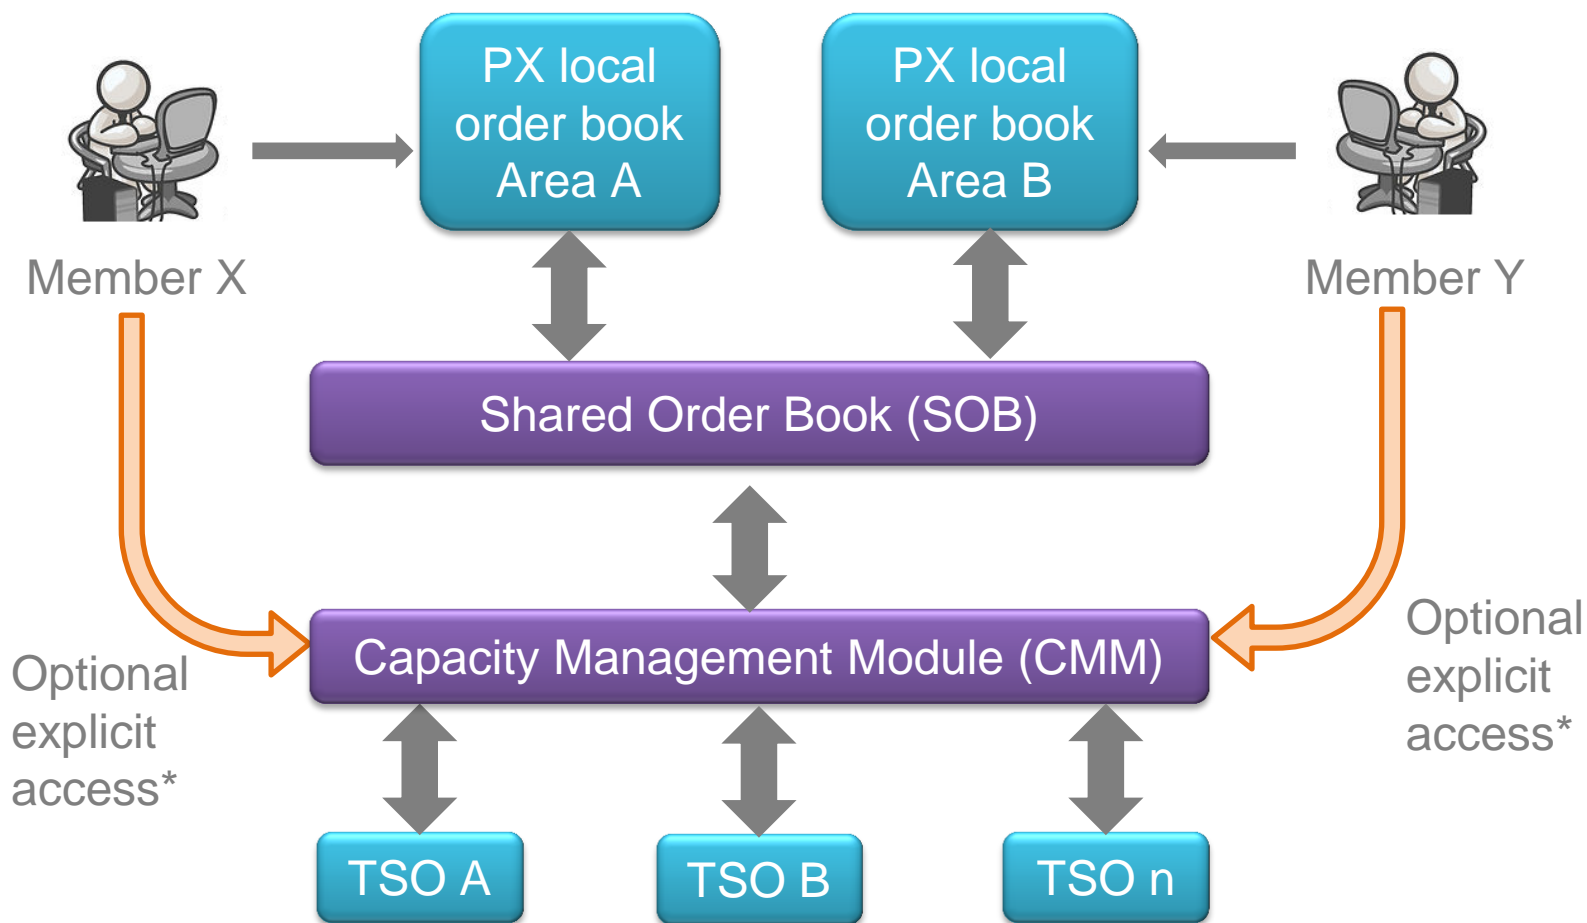 PX local
order book
Area A
PX local
order book
Area B
Member X
Member Y
Shared Order Book (SOB)
Capacity Management Module (CMM)
Optional
explicit
access*
Optional
explicit
access*
TSO A
TSO B
TSO n